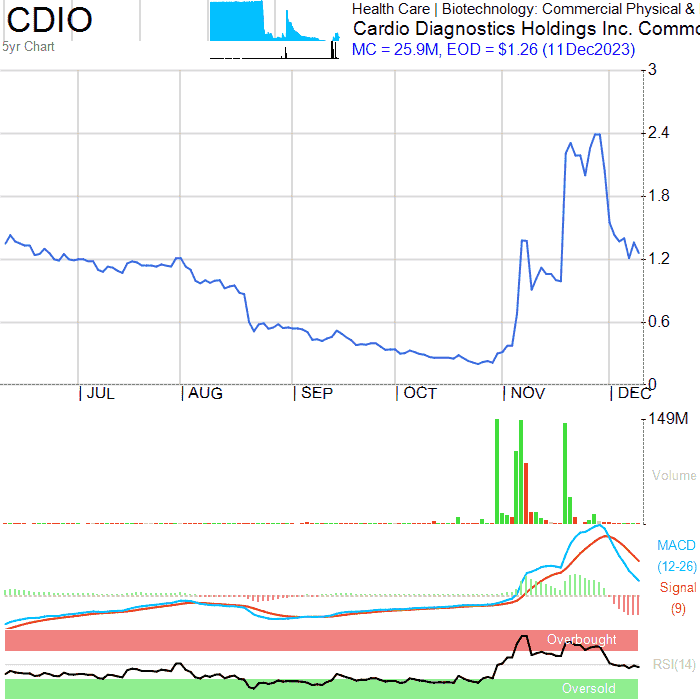 CDIO
5yr Chart
Health Care | Biotechnology: Commercial Physical &
Cardio Diagnostics Holdings Inc. Commo
MC = 25.9M, EOD = $1.26 (11Dec2023)
3
2.4
1.8
1.2
0.6
0
| JUL | AUG | SEP | OCT | NOV | DEC
149M
Volume
MACD
(12-26)
Signal
(9)
Overbought
RSI(14)
Oversold